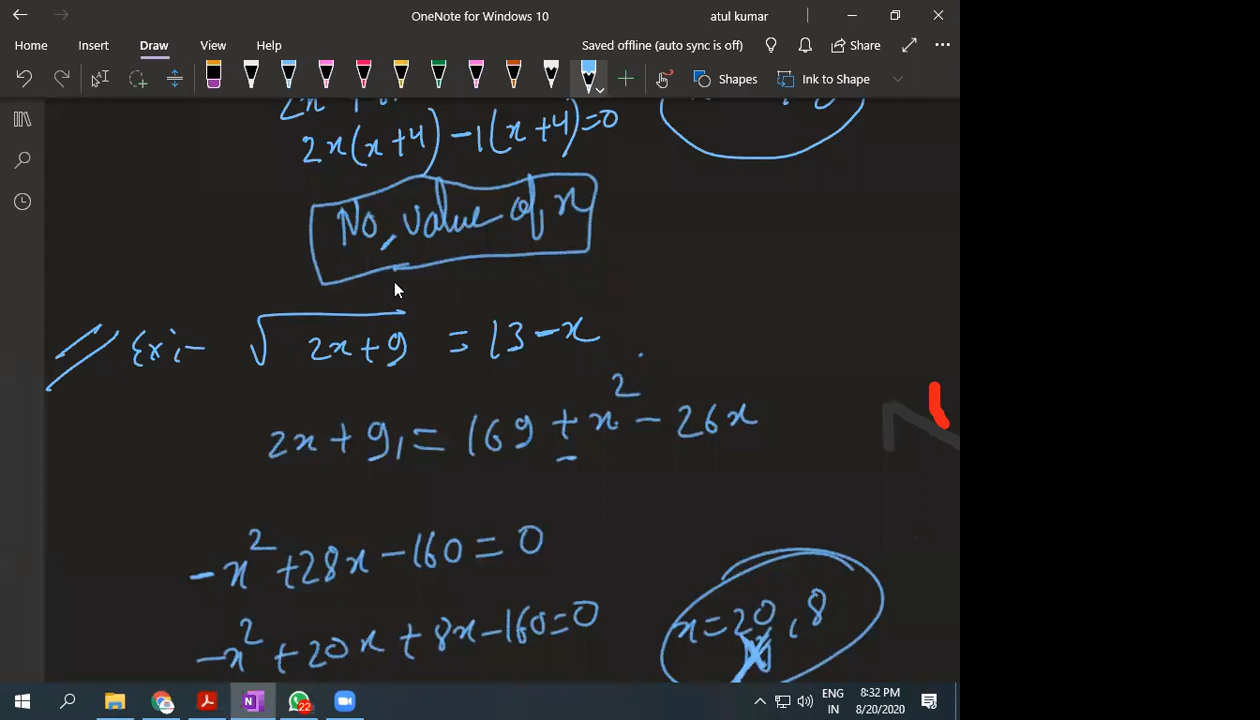 OneNote for Windows 10
atul kumar
Home Insert Draw View Help
Saved offline (auto sync is off)
Share
Shapes
Ink to Shape
2x(x+4) -1(x+4)=0
No, value of x
Ex:- √2x+9 = 13-x
2x+9 = 169 + x² - 26x
-x² +28x -160 = 0
-x² +20x + 8x -160=0
x=20, 8
22
ENG
IN
8:32 PM
8/20/2020